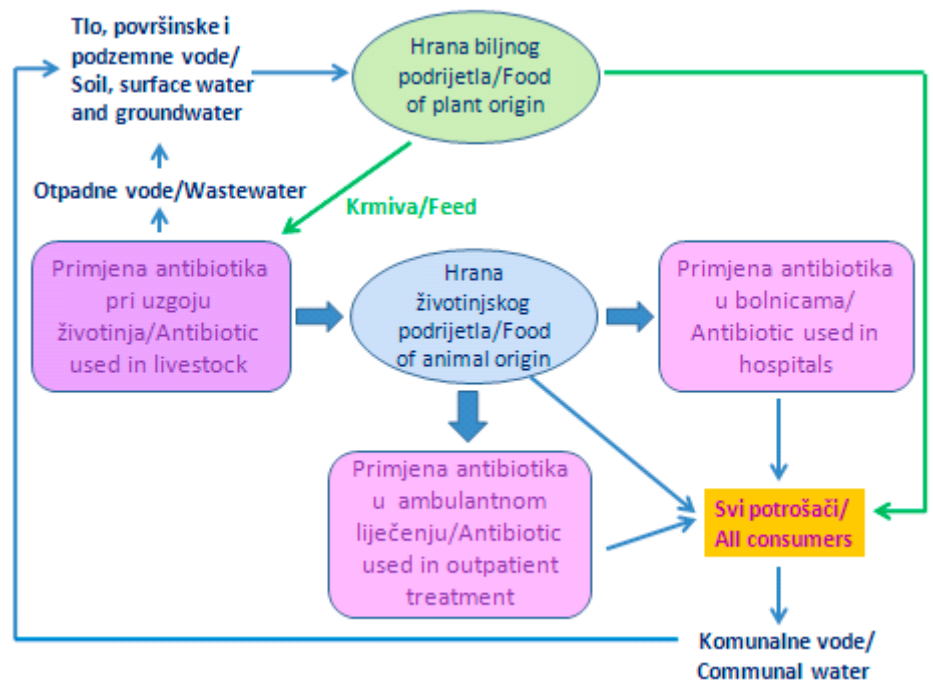 Tlo, površinske i
podzemne vode/
Soil, surface water
and groundwater
Hrana biljnog
podrijetla/Food
of plant origin
Otpadne vode/Wastewater
Krmiva/Feed
Primjena antibiotika
pri uzgoju
životinja/Antibiotic
used in livestock
Hrana
životinjskog
podrijetla/Food
of animal origin
Primjena antibiotika
u bolnicama/
Antibiotic used in
hospitals
Primjena antibiotika
u ambulantnom
liječenju/Antibiotic
used in outpatient
treatment
Svi potrošači/
All consumers
Komunalne vode/
Communal water